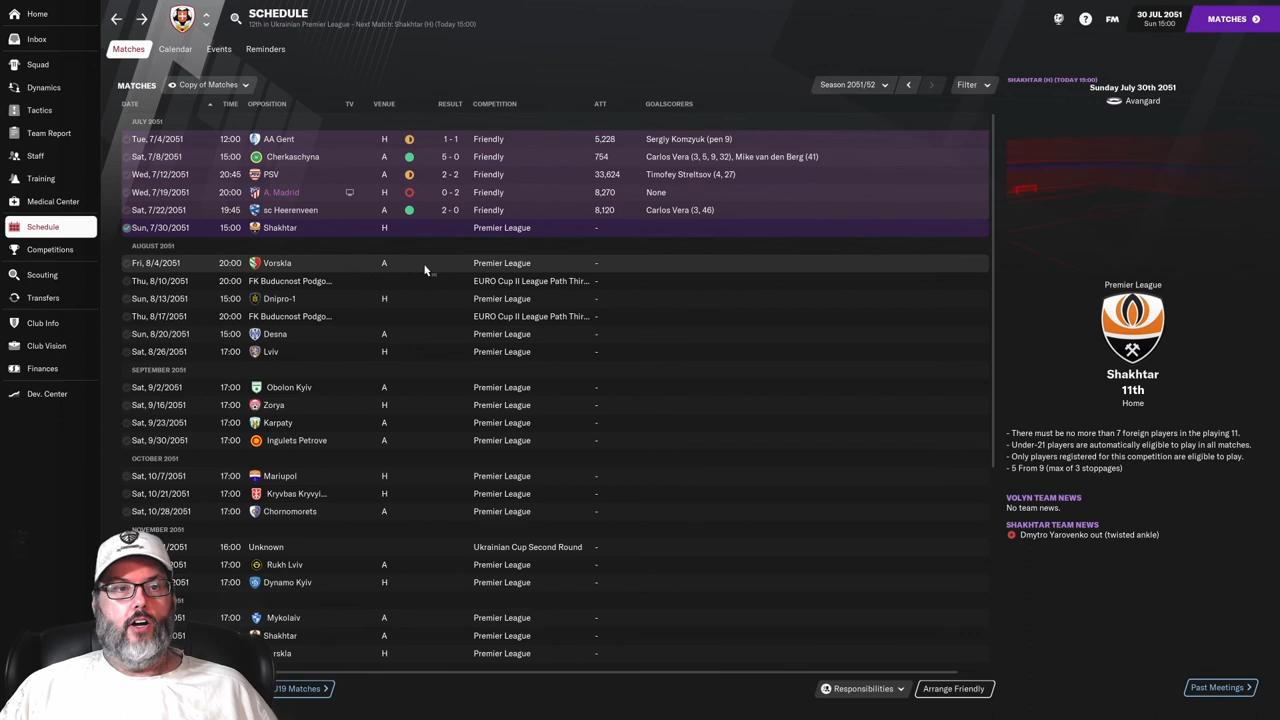 Home
Inbox
Squad
Dynamics
Tactics
Team Report
Staff
Training
Medical Center
Schedule
Competitions
Scouting
Transfers
Club Info
Club Vision
Finances
Dev. Center
SCHEDULE
12th in Ukrainian Premier League - Next Match: Shakhtar (H) (Today 15:00)
FM
30 JUL 2051
Sun 15:00
MATCHES
Matches Calendar Events Reminders
MATCHES Copy of Matches Season 2051/52 Filter
DATE TIME OPPOSITION TV VENUE RESULT COMPETITION ATT GOALSCORERS
JULY 2051
Tue, 7/4/2051 12:00 AA Gent H 1 - 1 Friendly 5,228 Sergiy Komzyuk (pen 9)
Sat, 7/8/2051 15:00 Cherkaschyna A 5 - 0 Friendly 754 Carlos Vera (3, 5, 9, 32), Mike van den Berg (41)
Wed, 7/12/2051 20:45 PSV A 2 - 2 Friendly 33,624 Timofey Streltsov (4, 27)
Wed, 7/19/2051 20:00 A. Madrid H 0 - 2 Friendly 8,270 None
Sat, 7/22/2051 19:45 sc Heerenveen A 2 - 0 Friendly 8,120 Carlos Vera (3, 46)
Sun, 7/30/2051 15:00 Shakhtar H Premier League -
AUGUST 2051
Fri, 8/4/2051 20:00 Vorskla A Premier League -
Thu, 8/10/2051 20:00 FK Buducnost Podgo... EURO Cup II League Path Thir... -
Sun, 8/13/2051 15:00 Dnipro-1 H Premier League -
Thu, 8/17/2051 20:00 FK Buducnost Podgo... EURO Cup II League Path Thir... -
Sun, 8/20/2051 15:00 Desna A Premier League -
Sat, 8/26/2051 17:00 Lviv H Premier League -
SEPTEMBER 2051
Sat, 9/2/2051 17:00 Obolon Kyiv A Premier League -
Sat, 9/16/2051 17:00 Zorya H Premier League -
Sat, 9/23/2051 17:00 Karpaty A Premier League -
Sat, 9/30/2051 17:00 Ingulets Petrove A Premier League -
OCTOBER 2051
Sat, 10/7/2051 17:00 Mariupol H Premier League -
Sat, 10/21/2051 17:00 Kryvbas Kryvyi... H Premier League -
Sat, 10/28/2051 17:00 Chornomorets A Premier League -
NOVEMBER 2051
16:00 Unknown Ukrainian Cup Second Round -
17:00 Rukh Lviv A Premier League -
17:00 Dynamo Kyiv H Premier League -
17:00 Mykolaiv A Premier League -
Shakhtar A Premier League -
rskla H Premier League -
U19 Matches
Responsibilities
Arrange Friendly
SHAKHTAR (H) (TODAY 15:00)
Sunday July 30th 2051
Avangard
Premier League
Shakhtar
11th
Home
- There must be no more than 7 foreign players in the playing 11.
- Under-21 players are automatically eligible to play in all matches.
- Only players registered for this competition are eligible to play.
- 5 From 9 (max of 3 stoppages)
VOLYN TEAM NEWS
No team news.
SHAKHTAR TEAM NEWS
Dmytro Yarovenko out (twisted ankle)
Past Meetings